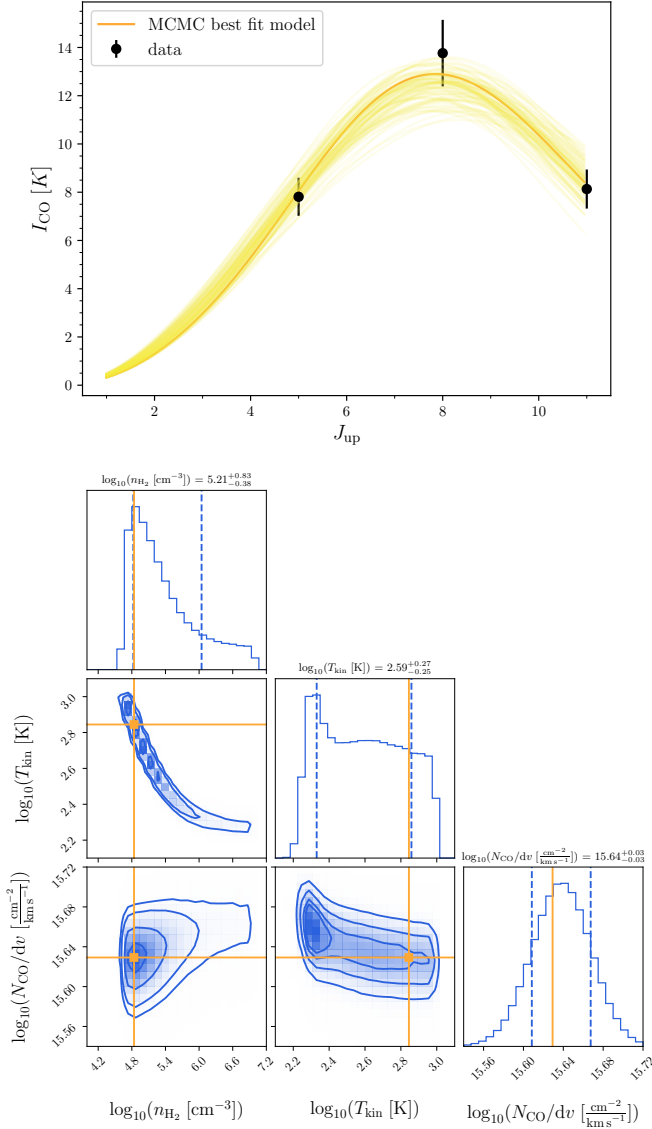 MCMC best fit model
data
14
12
10
8
6
4
2
0
I_CO [K]
2 4 6 8 10
J_up
log₁₀(n_H₂ [cm⁻³]) = 5.21^{+0.83}_{−0.38}
log₁₀(T_kin [K]) = 2.59^{+0.27}_{−0.25}
3.0
2.8
2.6
2.4
2.2
log₁₀(T_kin [K])
log₁₀(N_CO/dv [cm⁻²/km s⁻¹]) = 15.64^{+0.03}_{−0.03}
15.72
15.68
15.64
15.60
15.56
log₁₀(N_CO/dv [cm⁻²/km s⁻¹])
4.2 4.8 5.4 6.0 6.6 7.2
2.2 2.4 2.6 2.8 3.0
15.56 15.60 15.64 15.68 15.72
log₁₀(n_H₂ [cm⁻³])
log₁₀(T_kin [K])
log₁₀(N_CO/dv [cm⁻²/km s⁻¹])